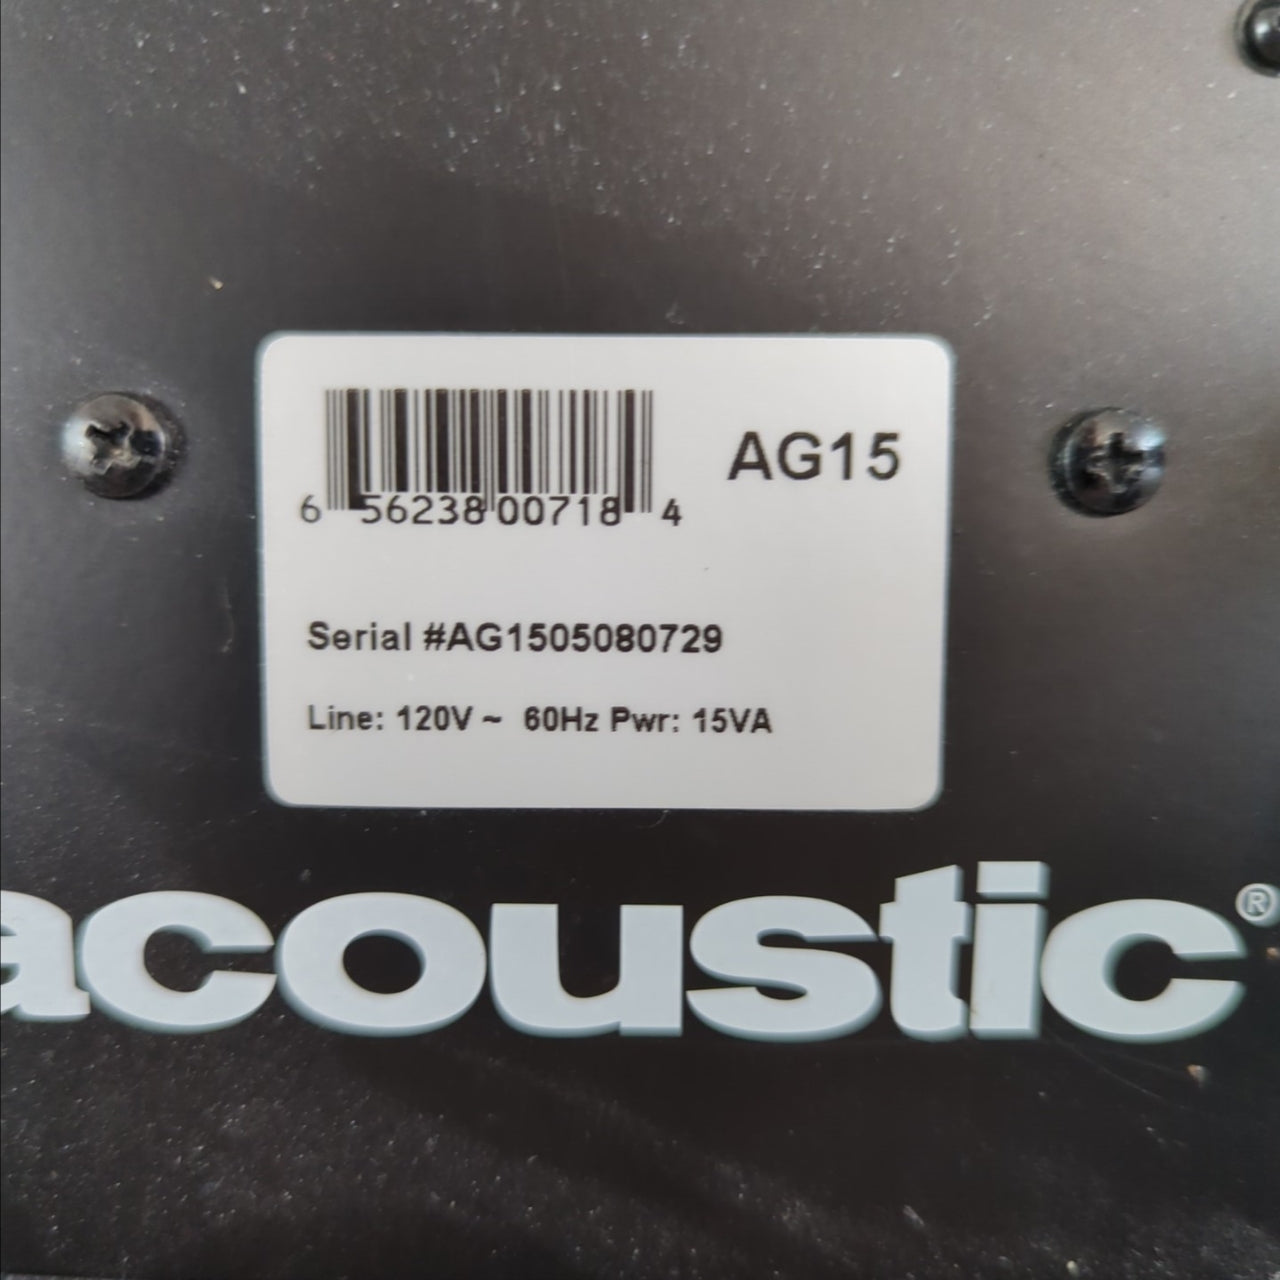 AG15
6 56238 00718 4
Serial #AG1505080729
Line: 120V ~ 60Hz Pwr: 15VA
acoustic®